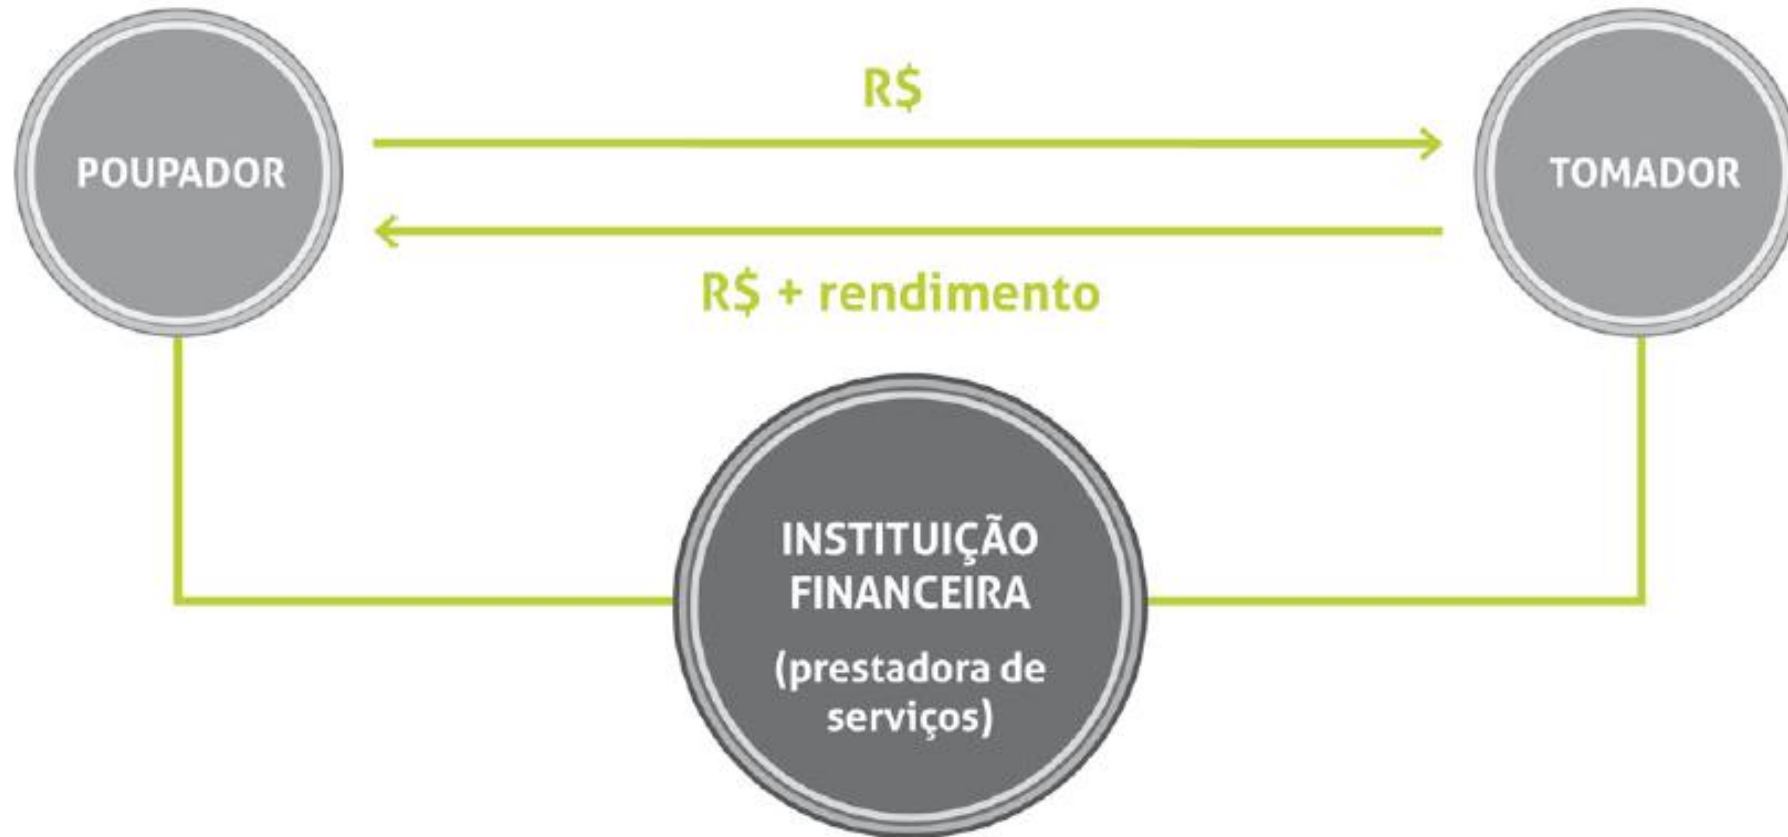 R$
POUPADOR
TOMADOR
R$ + rendimento
INSTITUIÇÃO
FINANCEIRA
(prestadora de
serviços)